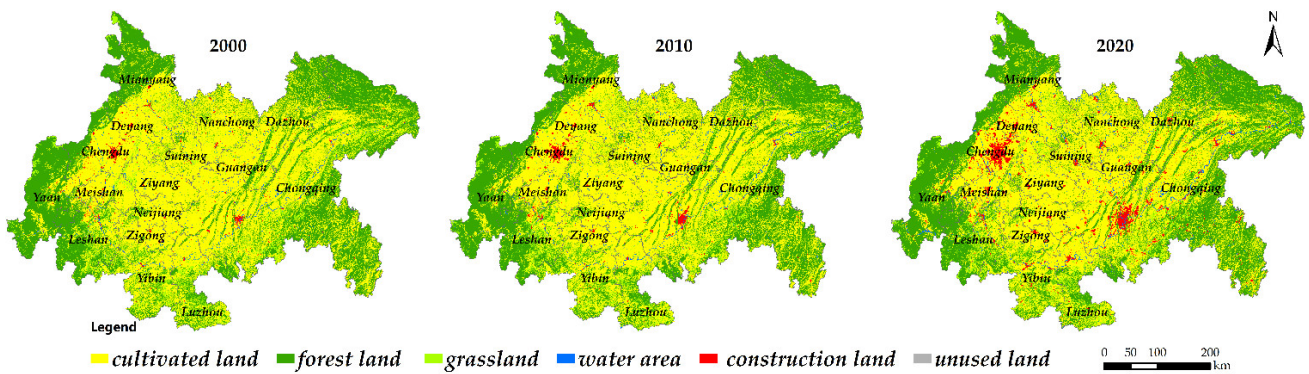 2000
Mianyang
Deyang
Nanchong
Dazhou
Chengdu
Suining
Guangan
Yaan
Meishan
Ziyang
Chongqing
Neijiang
Leshan
Zigong
Yibin
Luzhou
2010
Mianyang
Deyang
Nanchong
Dazhou
Chengdu
Suining
Guangan
Yaan
Meishan
Ziyang
Chongqing
Neijiang
Leshan
Zigong
Yibin
Luzhou
2020
N
Mianyang
Deyang
Nanchong
Dazhou
Chengdu
Suining
Guangan
Yaan
Meishan
Ziyang
Chongqing
Neijiang
Leshan
Zigong
Yibin
Luzhou
Legend
cultivated land forest land grassland water area construction land unused land
0 50 100 200
km